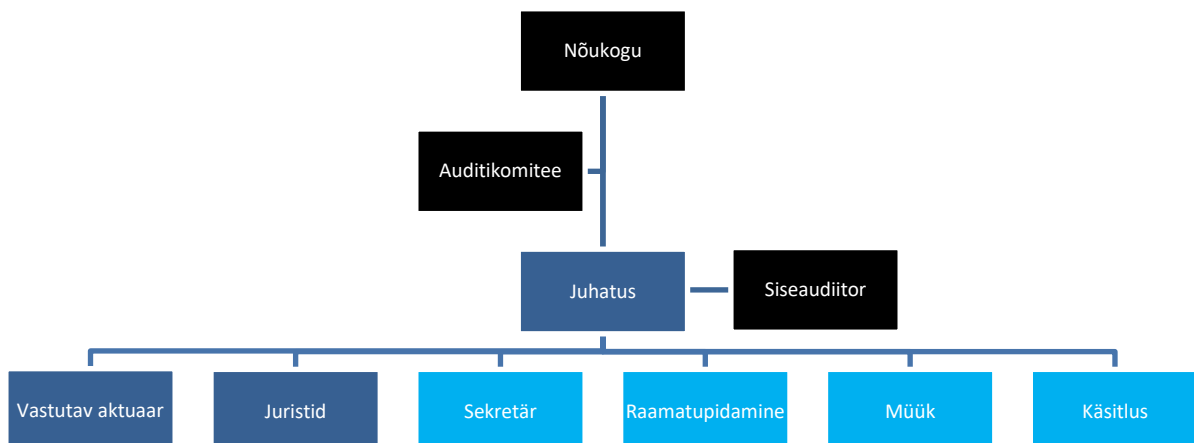 Nõukogu
Auditikomitee
Juhatus
Siseaudiitor
Vastutav aktuaar
Juristid
Sekretär
Raamatupidamine
Müük
Käsitlus